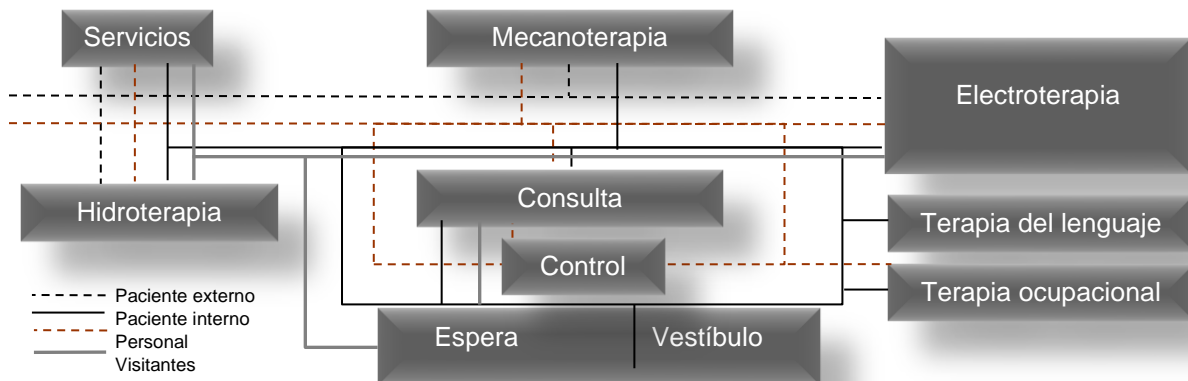 Servicios
Mecanoterapia
Electroterapia
Hidroterapia
Consulta
Terapia del lenguaje
Control
Terapia ocupacional
Paciente externo
Paciente interno
Personal
Visitantes
Espera
Vestíbulo